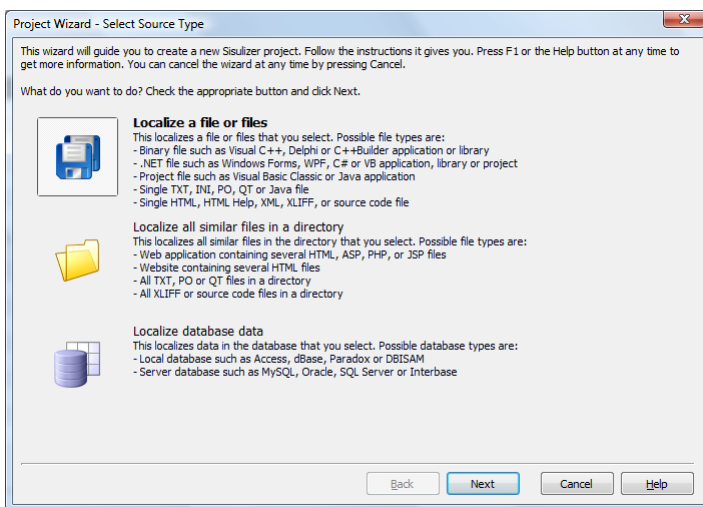 Project Wizard - Select Source Type
This wizard will guide you to create a new Sisulizer project. Follow the instructions it gives you. Press F1 or the Help button at any time to
get more information. You can cancel the wizard at any time by pressing Cancel.
What do you want to do? Check the appropriate button and click Next.
Localize a file or files
This localizes a file or files that you select. Possible file types are:
- Binary file such as Visual C++, Delphi or C++Builder application or library
- .NET file such as Windows Forms, WPF, C# or VB application, library or project
- Project file such as Visual Basic Classic or Java application
- Single TXT, INI, PO, QT or Java file
- Single HTML, HTML Help, XML, XLIFF, or source code file
Localize all similar files in a directory
This localizes all similar files in the directory that you select. Possible file types are:
- Web application containing several HTML, ASP, PHP, or JSP files
- Website containing several HTML files
- All TXT, PO or QT files in a directory
- All XLIFF or source code files in a directory
Localize database data
This localizes data in the database that you select. Possible database types are:
- Local database such as Access, dBase, Paradox or DBISAM
- Server database such as MySQL, Oracle, SQL Server or Interbase
Back Next Cancel Help